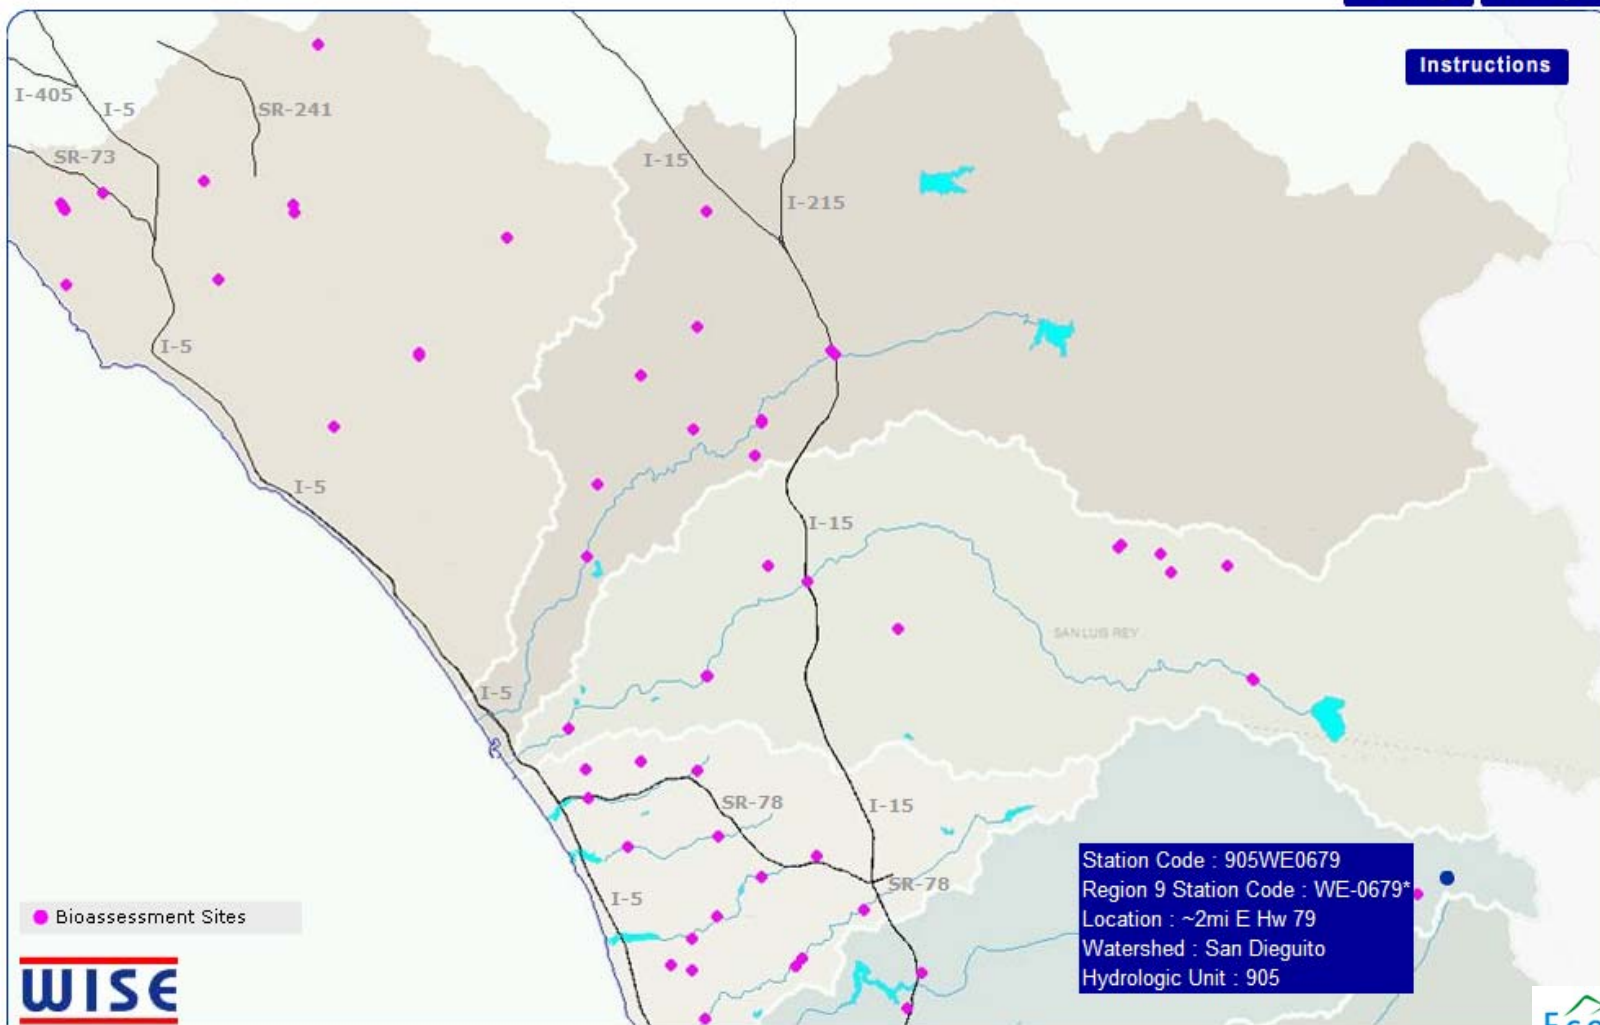 Instructions
I-405
I-5
SR-241
SR-73
I-15
I-215
I-5
I-5
I-15
SAN LUIS REY
I-5
SR-78
I-15
SR-78
I-5
Station Code : 905WE0679
Region 9 Station Code : WE-0679*
Location : ~2mi E Hw 79
Watershed : San Dieguito
Hydrologic Unit : 905
Bioassessment Sites
WISE